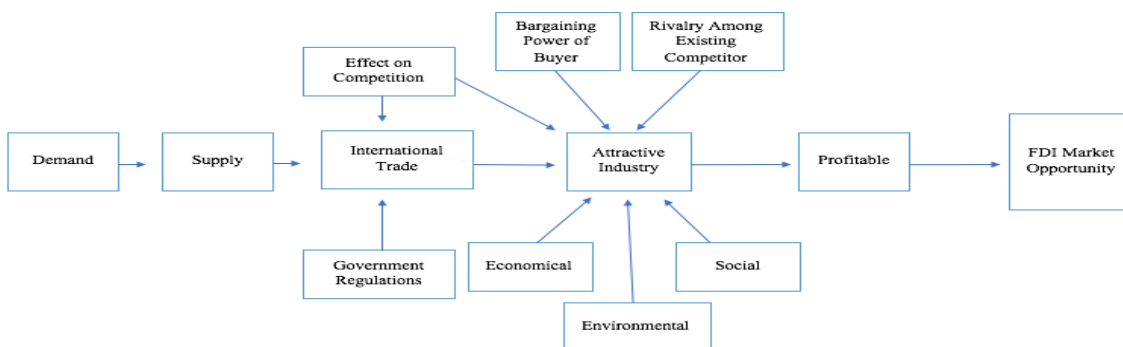 Bargaining
Power of
Buyer
Rivalry Among
Existing
Competitor
Effect on
Competition
Demand
Supply
International
Trade
Attractive
Industry
Profitable
FDI Market
Opportunity
Government
Regulations
Economical
Social
Environmental